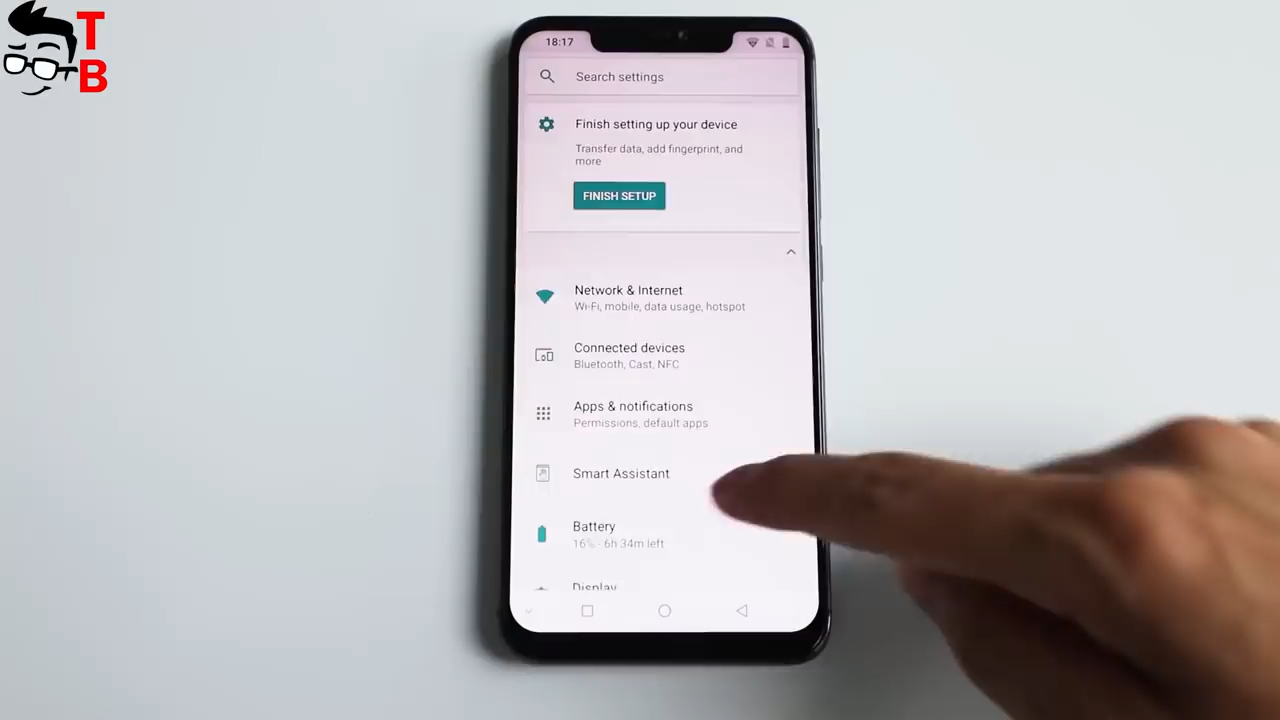 T
B
18:17
Search settings
Finish setting up your device
Transfer data, add fingerprint, and
more
FINISH SETUP
Network & Internet
Wi-Fi, mobile, data usage, hotspot
Connected devices
Bluetooth, Cast, NFC
Apps & notifications
Permissions, default apps
Smart Assistant
Battery
16% - 6h 34m left
Display